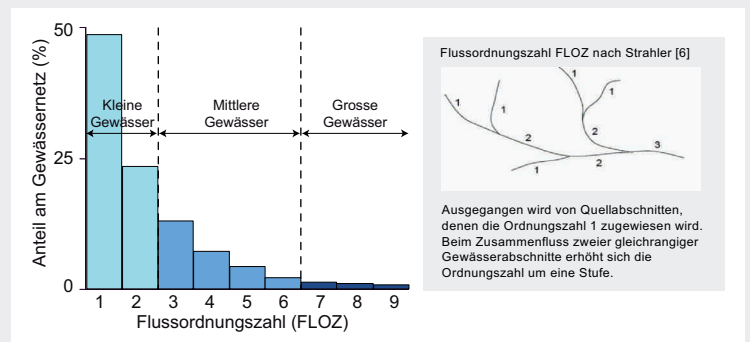 50
25
0
Anteil am Gewässernetz (%)
Kleine
Gewässer
Mittlere
Gewässer
Grosse
Gewässer
1 2 3 4 5 6 7 8 9
Flussordnungszahl (FLOZ)
Flussordnungszahl FLOZ nach Strahler [6]
1
1
1
1
2
2
1
2
3
Ausgegangen wird von Quellabschnitten,
denen die Ordnungszahl 1 zugewiesen wird.
Beim Zusammenfluss zweier gleichrangiger
Gewässerabschnitte erhöht sich die
Ordnungszahl um eine Stufe.